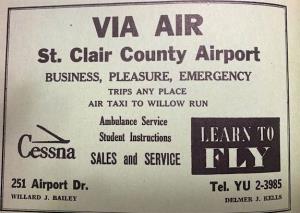 VIA AIR
St. Clair County Airport
BUSINESS, PLEASURE, EMERGENCY
TRIPS ANY PLACE
AIR TAXI TO WILLOW RUN
Ambulance Service
Student Instructions
Cessna
SALES and SERVICE
LEARN TO
FLY
251 Airport Dr.
Tel. YU 2-3985
WILLARD J. BAILEY
DELMER J. KELLS